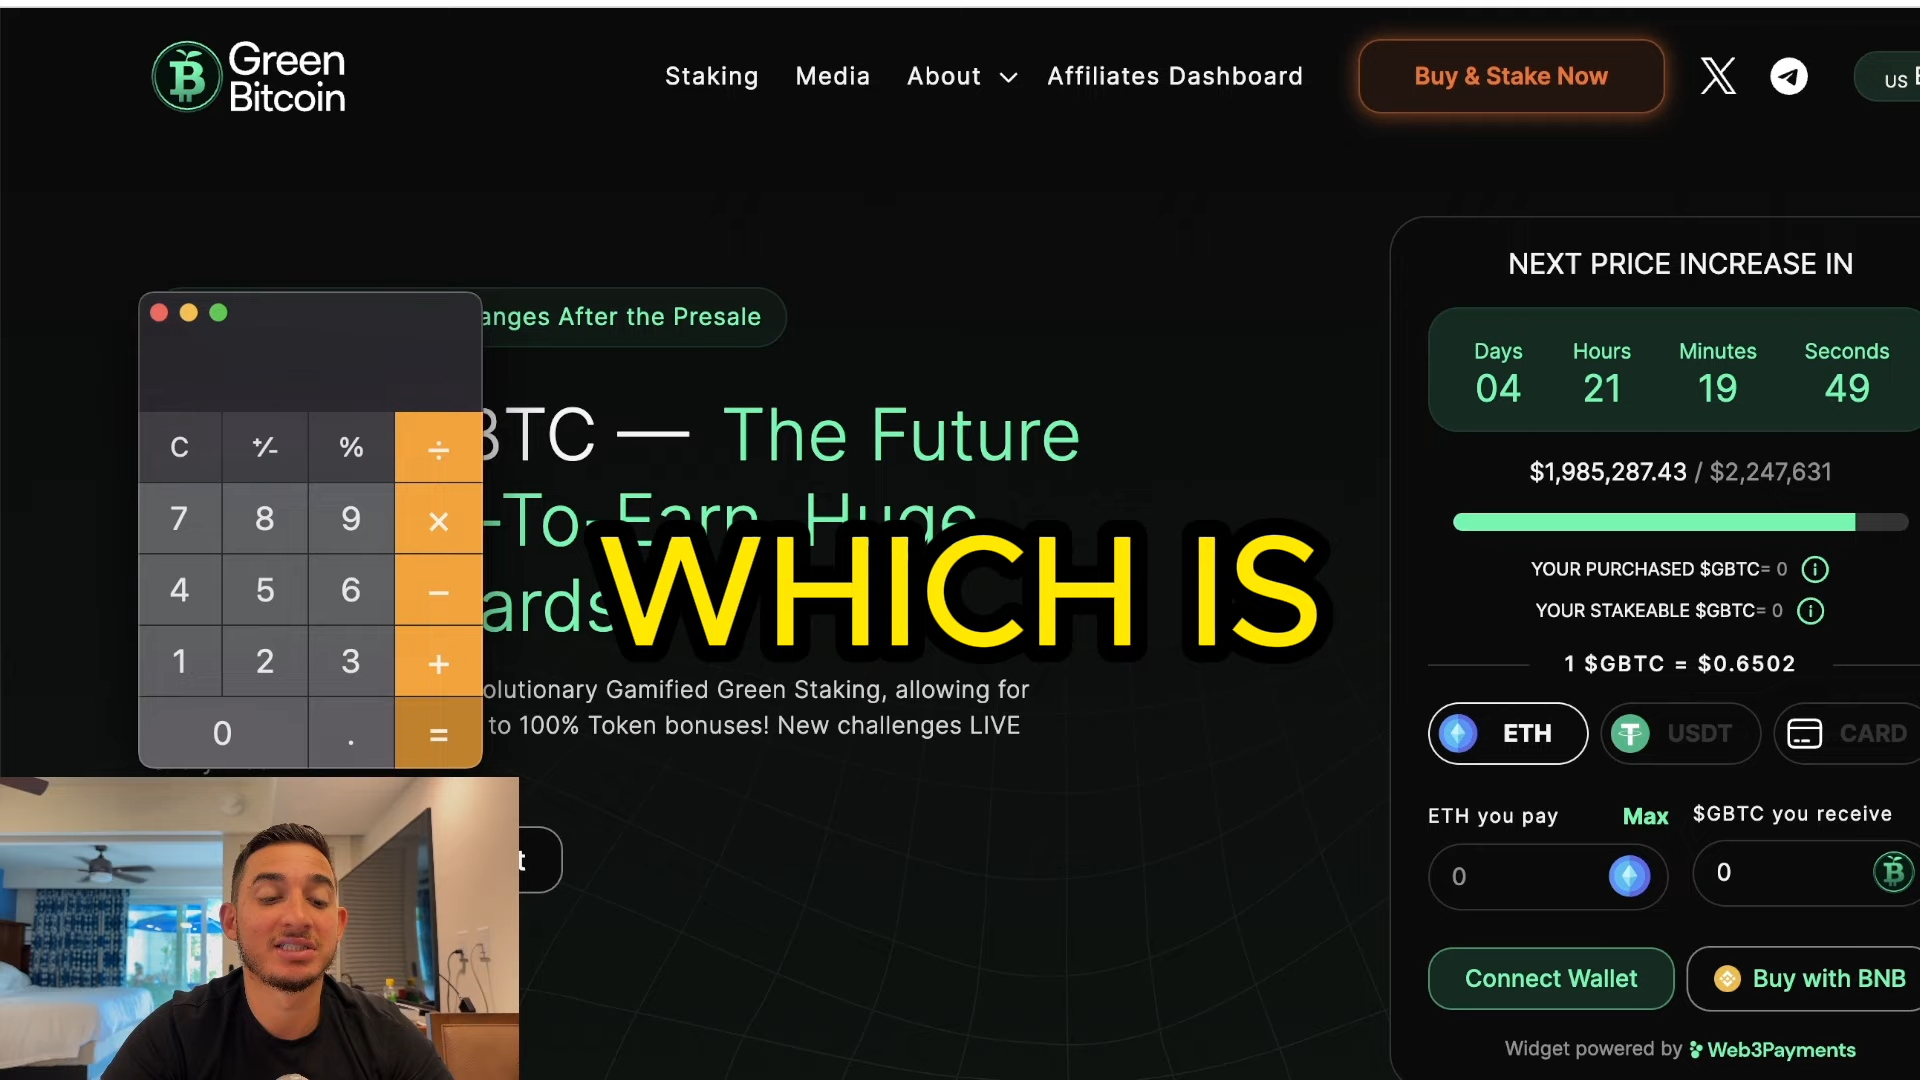 Green
Bitcoin
Staking
Media
About
Affiliates Dashboard
Buy & Stake Now
US
anges After the Presale
BTC — The Future
-To-Earn, Huge
ards
WHICH IS
olutionary Gamified Green Staking, allowing for
to 100% Token bonuses! New challenges LIVE
t
C
⁺∕₋
%
÷
7
8
9
×
4
5
6
−
1
2
3
+
0
.
=
NEXT PRICE INCREASE IN
Days
Hours
Minutes
Seconds
04
21
19
49
$1,985,287.43 / $2,247,631
YOUR PURCHASED $GBTC= 0
YOUR STAKEABLE $GBTC= 0
1 $GBTC = $0.6502
ETH
USDT
CARD
ETH you pay
Max
$GBTC you receive
0
0
Connect Wallet
Buy with BNB
Widget powered by Web3Payments